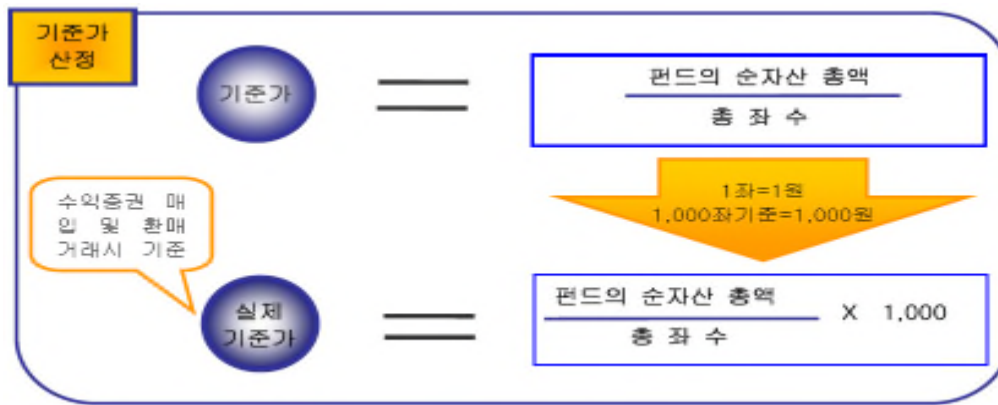 기준가
산정
기준가
펀드의 순자산 총액
총 좌 수
1좌=1원
1,000좌기준=1,000원
수익증권 매
입 및 환매
거래시 기준
실제
기준가
펀드의 순자산 총액
총 좌 수
X 1,000